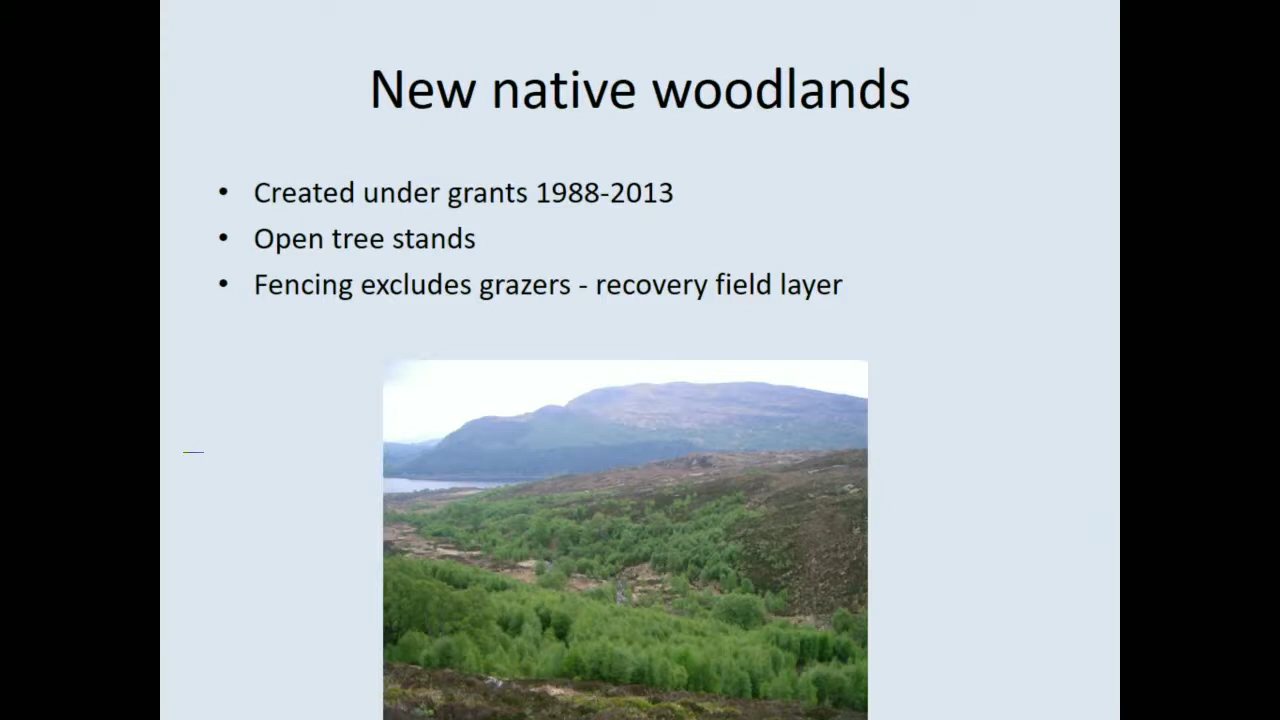 New native woodlands
• Created under grants 1988-2013
• Open tree stands
• Fencing excludes grazers - recovery field layer